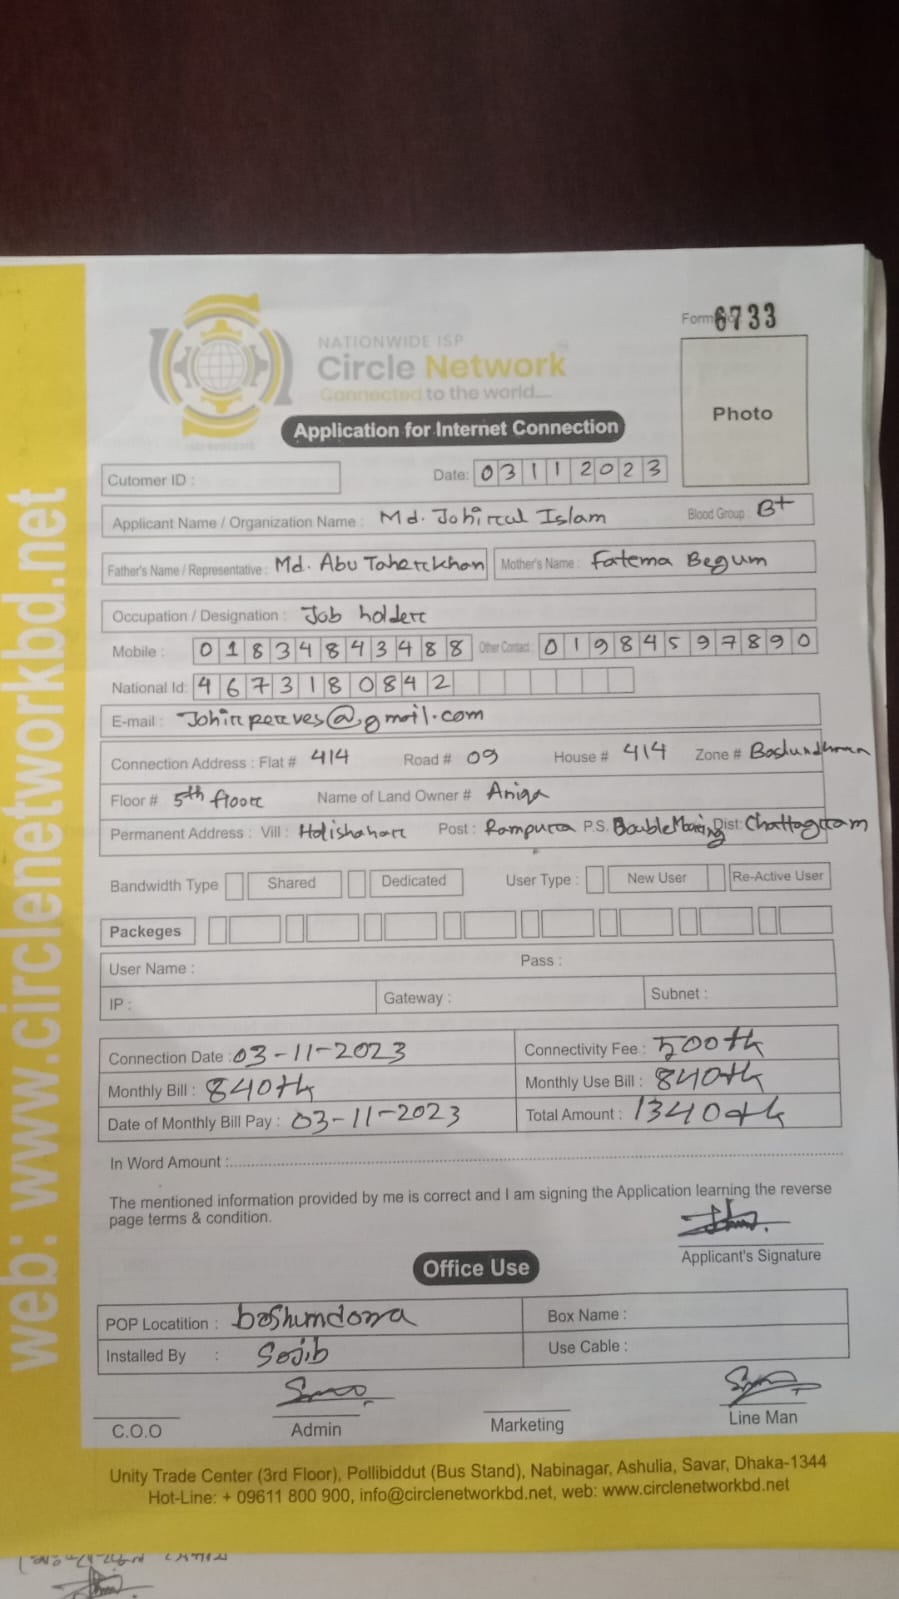 Form 6733
NATIONWIDE ISP
Circle Network
Connected to the world....
Photo
Application for Internet Connection
Cutomer ID :
Date: 03112023
Applicant Name / Organization Name : Md. Johirul Islam Blood Group : B+
Father's Name / Representative : Md. Abu Taherkhan Mother's Name : Fatema Begum
Occupation / Designation : Job holder
Mobile : 01834843488 Other Contact : 01984597890
National Id: 4673180842
E-mail : Johirperves@gmail.com
Connection Address : Flat # 414 Road # 09 House # 414 Zone # Bashundhara
Floor # 5th floor Name of Land Owner # Aniqa
Permanent Address : Vill : Halishahar Post : Rampura P.S. Double Mooring Dist: Chattagram
Bandwidth Type Shared Dedicated User Type : New User Re-Active User
Packeges
User Name : Pass :
IP : Gateway : Subnet :
Connection Date : 03-11-2023 Connectivity Fee : 500tk
Monthly Bill : 840tk Monthly Use Bill : 840tk
Date of Monthly Bill Pay : 03-11-2023 Total Amount : 1340tk
In Word Amount :
The mentioned information provided by me is correct and I am signing the Application learning the reverse
page terms & condition.
Applicant's Signature
Office Use
POP Locatition : boshundora Box Name :
Installed By : Sojib Use Cable :
C.O.O Admin Marketing Line Man
Unity Trade Center (3rd Floor), Pollibiddut (Bus Stand), Nabinagar, Ashulia, Savar, Dhaka-1344
Hot-Line: + 09611 800 900, info@circlenetworkbd.net, web: www.circlenetworkbd.net
web: www.circlenetworkbd.net